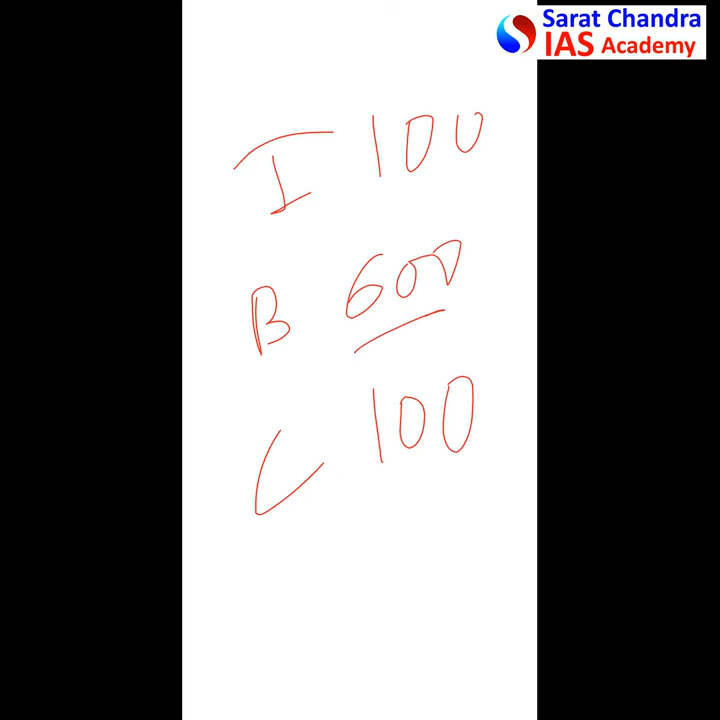 Sarat Chandra
IAS Academy
I 100
B 600
C 100